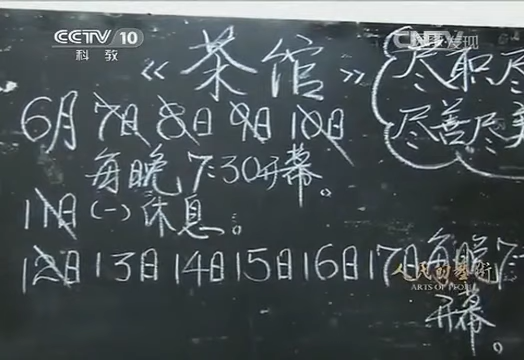 CCTV 10
科教
CNTV 发现
《茶馆》
尽职尽
尽善尽美
6月7日8日9日10日
每晚7:30开幕。
11日(一)休息。
12日13日14日15日16日17日每晚7:
开幕。
人民的艺术
ARTS OF PEOPLE